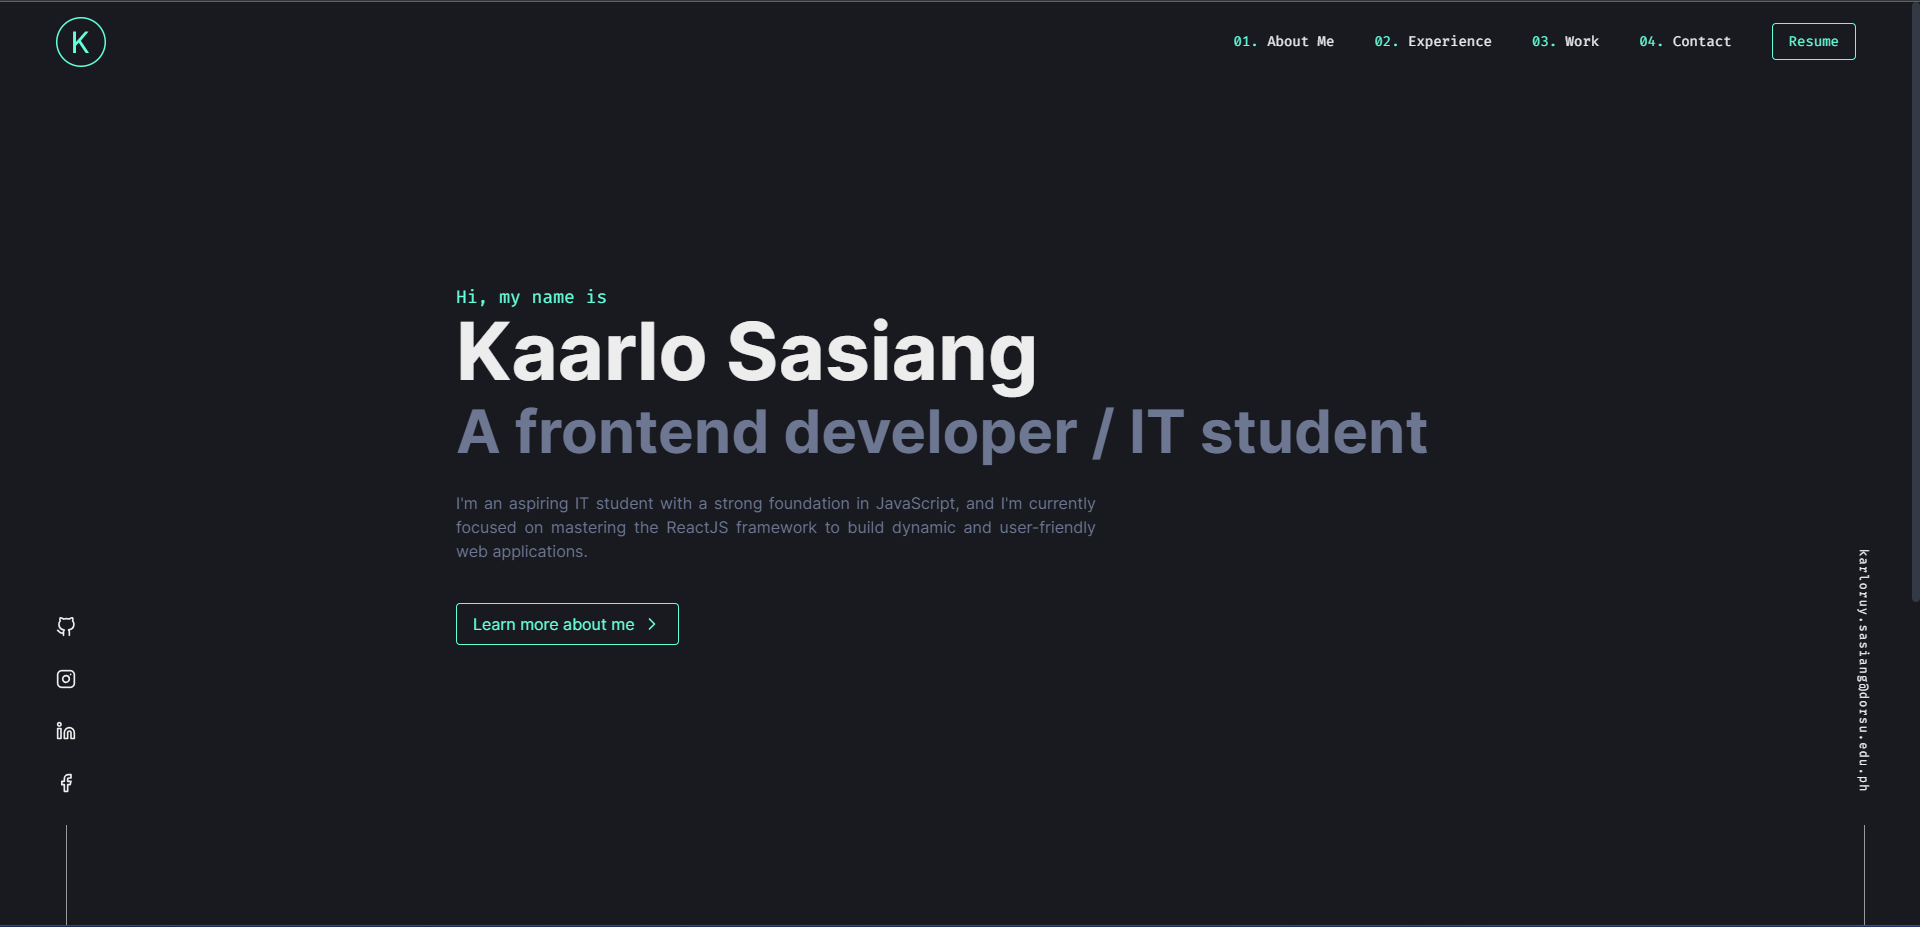 K
01. About Me
02. Experience
03. Work
04. Contact
Resume
Hi, my name is
Kaarlo Sasiang
A frontend developer / IT student
I'm an aspiring IT student with a strong foundation in JavaScript, and I'm currently
focused on mastering the ReactJS framework to build dynamic and user-friendly
web applications.
Learn more about me
karloruy.sasiang@dorsu.edu.ph